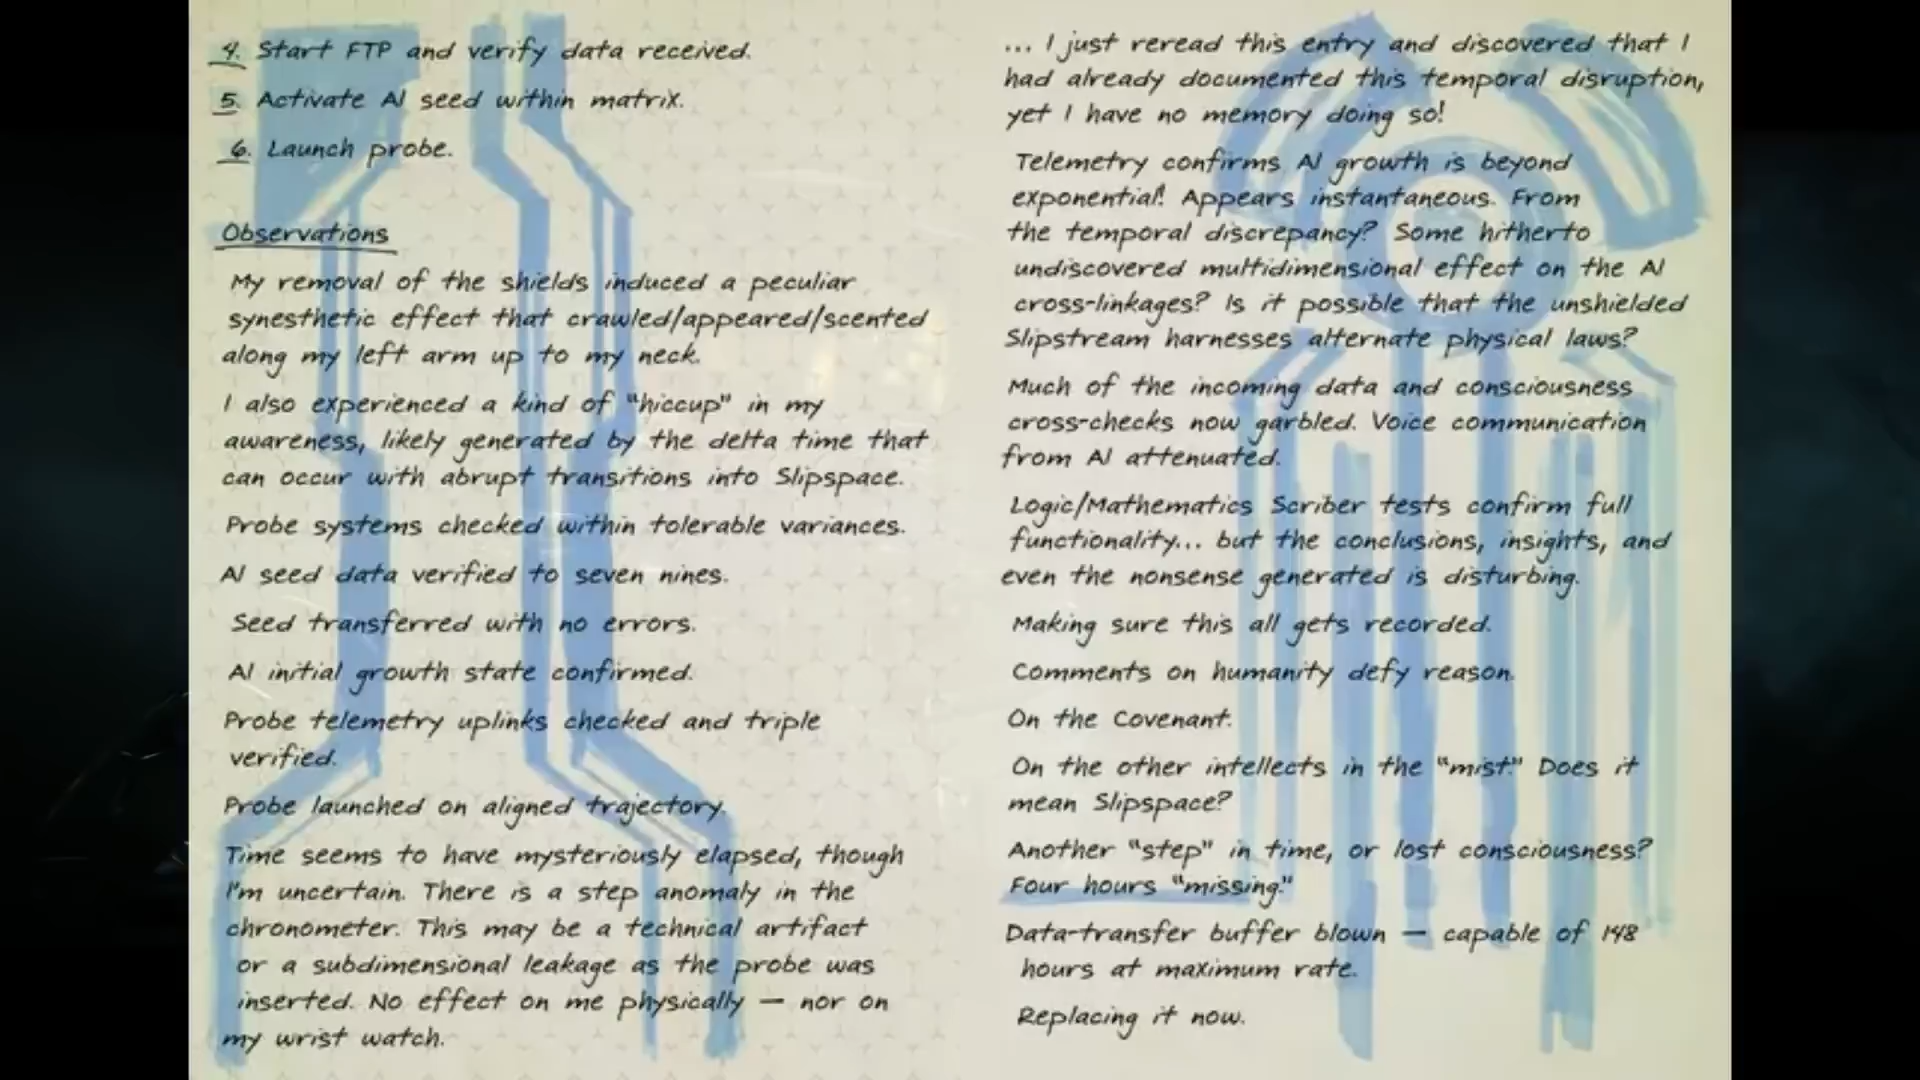 4. Start FTP and verify data received.
5. Activate AI seed within matrix.
6. Launch probe.
Observations
My removal of the shields induced a peculiar
synesthetic effect that crawled/appeared/scented
along my left arm up to my neck.
I also experienced a kind of "hiccup" in my
awareness, likely generated by the delta time that
can occur with abrupt transitions into Slipspace.
Probe systems checked within tolerable variances.
AI seed data verified to seven nines.
Seed transferred with no errors.
AI initial growth state confirmed.
Probe telemetry uplinks checked and triple
verified.
Probe launched on aligned trajectory.
Time seems to have mysteriously elapsed, though
I'm uncertain. There is a step anomaly in the
chronometer. This may be a technical artifact
or a subdimensional leakage as the probe was
inserted. No effect on me physically — nor on
my wrist watch.
... I just reread this entry and discovered that I
had already documented this temporal disruption,
yet I have no memory doing so!
Telemetry confirms AI growth is beyond
exponential! Appears instantaneous. From
the temporal discrepancy? Some hitherto
undiscovered multidimensional effect on the AI
cross-linkages? Is it possible that the unshielded
Slipstream harnesses alternate physical laws?
Much of the incoming data and consciousness
cross-checks now garbled. Voice communication
from AI attenuated.
Logic/Mathematics Scriber tests confirm full
functionality... but the conclusions, insights, and
even the nonsense generated is disturbing.
Making sure this all gets recorded.
Comments on humanity defy reason.
On the Covenant.
On the other intellects in the "mist." Does it
mean Slipspace?
Another "step" in time, or lost consciousness?
Four hours "missing."
Data-transfer buffer blown — capable of 148
hours at maximum rate.
Replacing it now.